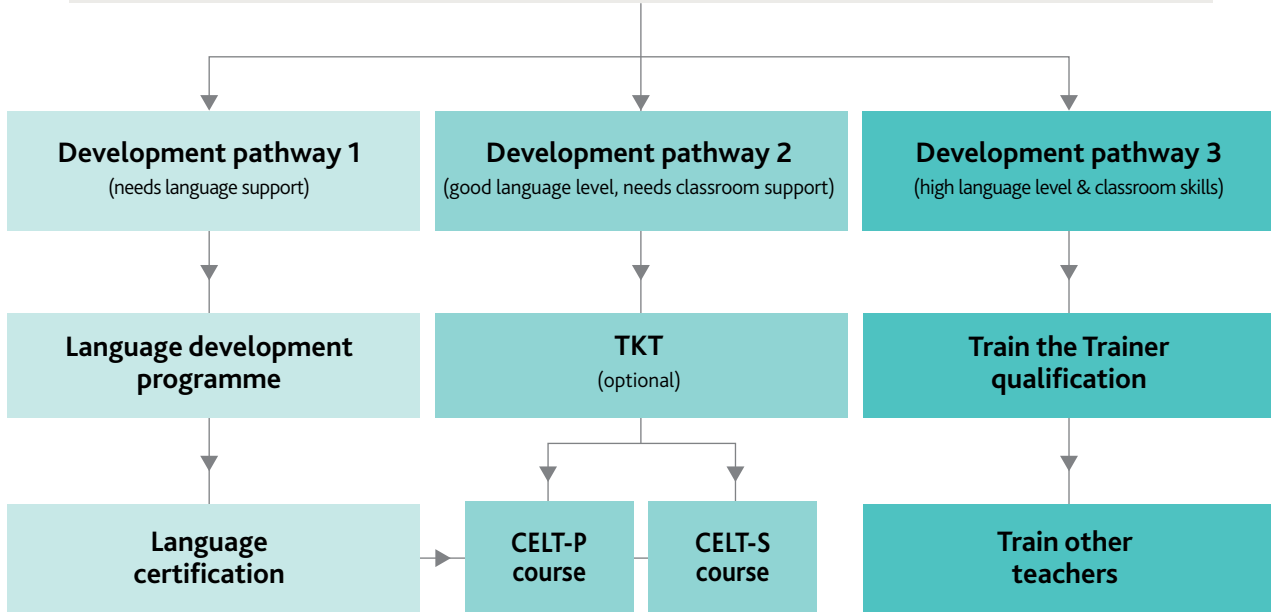 Development pathway 1
(needs language support)
Development pathway 2
(good language level, needs classroom support)
Development pathway 3
(high language level & classroom skills)
Language development
programme
TKT
(optional)
Train the Trainer
qualification
Language
certification
CELT-P
course
CELT-S
course
Train other
teachers